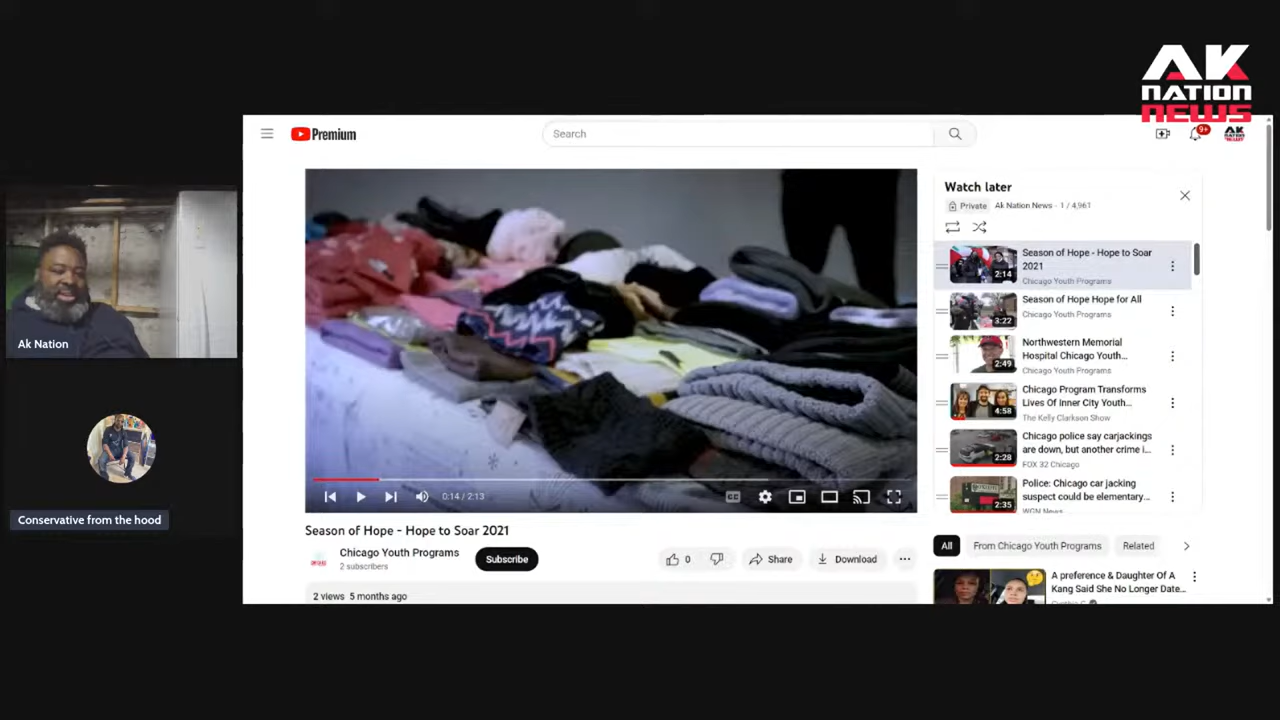 AK
NATION
NEWS
Premium
Search
9+
Ak Nation
Conservative from the hood
CC
0:14 / 2:13
Season of Hope - Hope to Soar 2021
Chicago Youth Programs
2 subscribers
Subscribe
0
Share
Download
2 views 5 months ago
Watch later
Private
Ak Nation News - 1 / 4,961
2:14
Season of Hope - Hope to Soar
2021
Chicago Youth Programs
3:22
Season of Hope Hope for All
Chicago Youth Programs
2:49
Northwestern Memorial
Hospital Chicago Youth...
Chicago Youth Programs
4:58
Chicago Program Transforms
Lives Of Inner City Youth...
The Kelly Clarkson Show
2:28
Chicago police say carjackings
are down, but another crime i...
FOX 32 Chicago
2:35
Police: Chicago car jacking
suspect could be elementary...
WGN News
All
From Chicago Youth Programs
Related
A preference & Daughter Of A
Kang Said She No Longer Date...